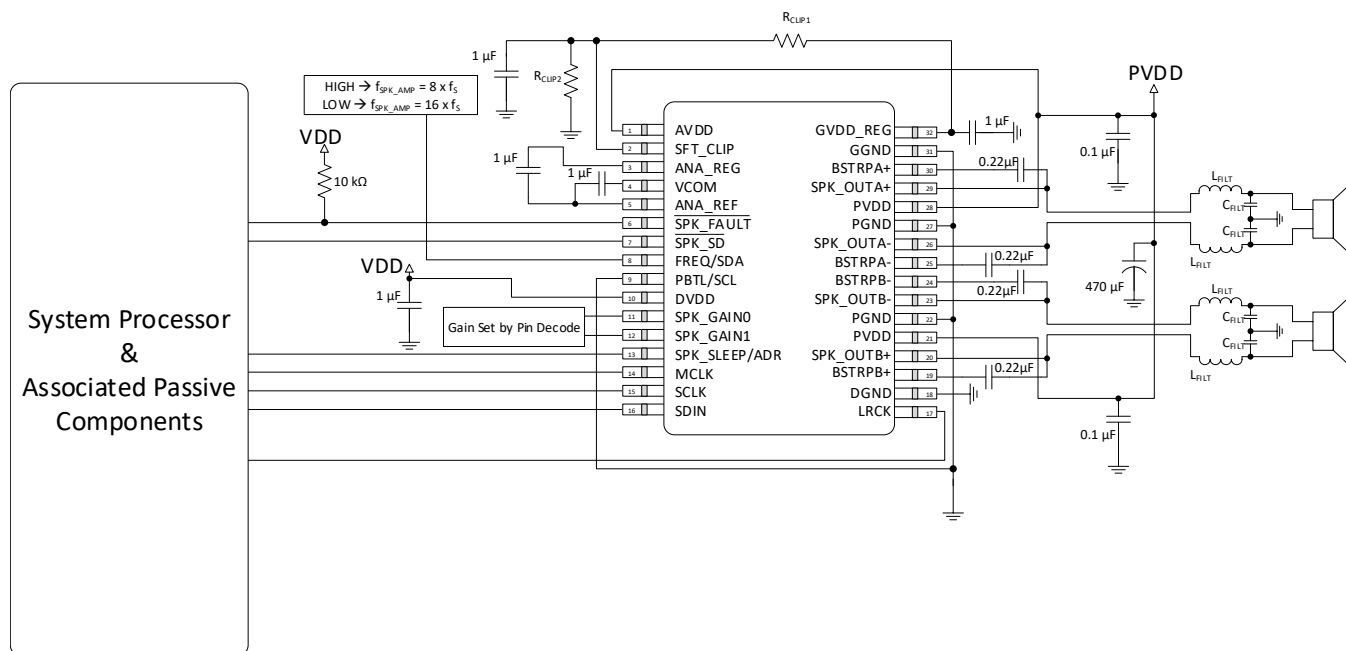 System Processor
&
Associated Passive
Components
HIGH → fSPK_AMP = 8 x fS
LOW → fSPK_AMP = 16 x fS
VDD
10 kΩ
VDD
1 µF
Gain Set by Pin Decode
1 µF
RCLIP2
RCLIP1
1 µF
1 µF
1 AVDD
2 SFT_CLIP
3 ANA_REG
4 VCOM
5 ANA_REF
6 SPK_FAULT
7 SPK_SD
8 FREQ/SDA
9 PBTL/SCL
10 DVDD
11 SPK_GAIN0
12 SPK_GAIN1
13 SPK_SLEEP/ADR
14 MCLK
15 SCLK
16 SDIN
GVDD_REG 32
GGND 31
BSTRPA+ 30
SPK_OUTA+ 29
PVDD 28
PGND 27
SPK_OUTA- 26
BSTRPA- 25
BSTRPB- 24
SPK_OUTB- 23
PGND 22
PVDD 21
SPK_OUTB+ 20
BSTRPB+ 19
DGND 18
LRCK 17
1 µF
0.22µF
0.22µF
0.22µF
0.22µF
PVDD
0.1 µF
470 µF
0.1 µF
LFILT
CFILT
CFILT
LFILT
LFILT
CFILT
CFILT
LFILT